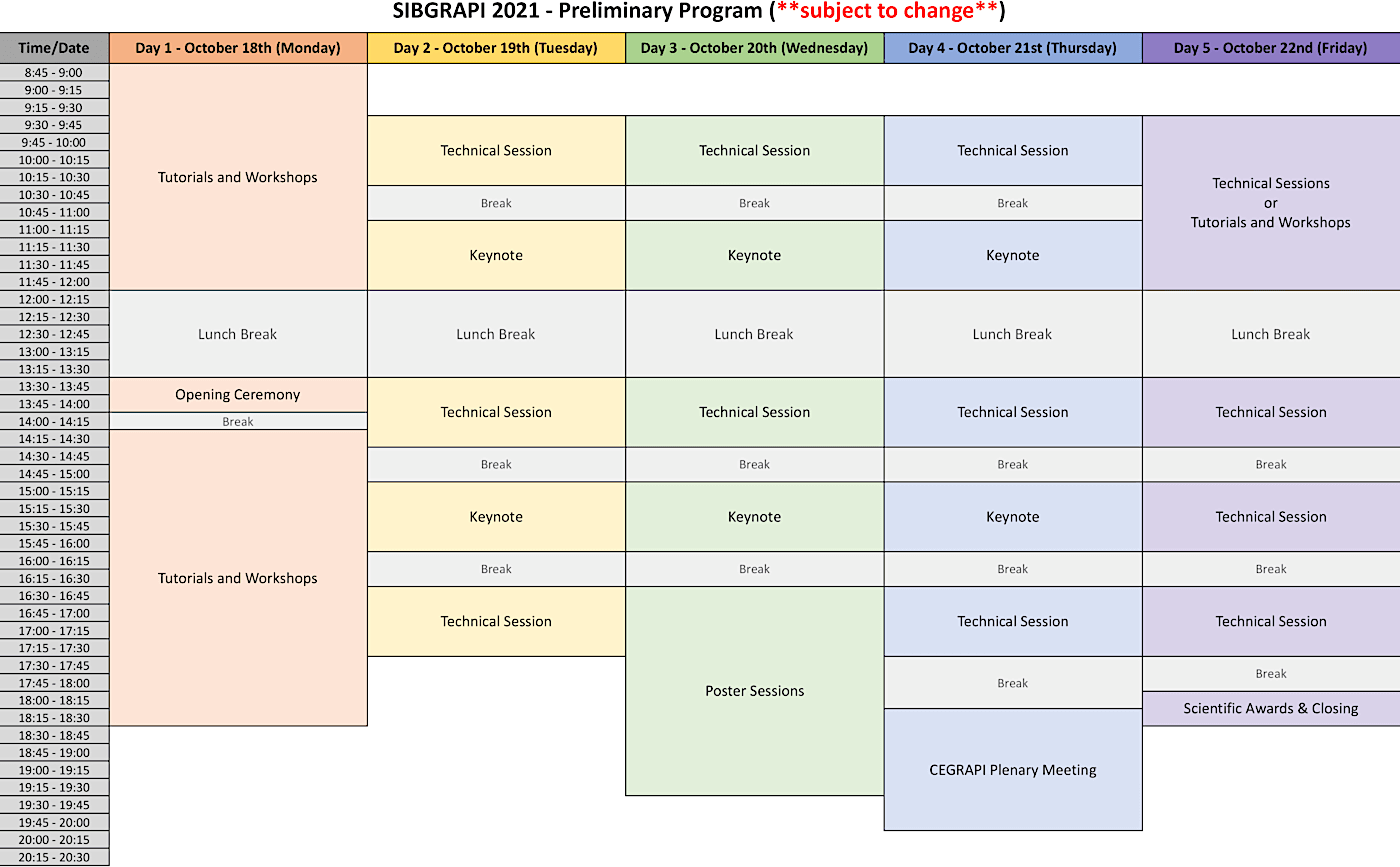 SIBGRAPI 2021 - Preliminary Program (**subject to change**)
Time/Date Day 1 - October 18th (Monday) Day 2 - October 19th (Tuesday) Day 3 - October 20th (Wednesday) Day 4 - October 21st (Thursday) Day 5 - October 22nd (Friday)
8:45 - 9:00
9:00 - 9:15
9:15 - 9:30
9:30 - 9:45
9:45 - 10:00
Technical Session Technical Session Technical Session
10:00 - 10:15
10:15 - 10:30
Tutorials and Workshops
Technical Sessions
or
Tutorials and Workshops
10:30 - 10:45
Break Break Break
10:45 - 11:00
11:00 - 11:15
11:15 - 11:30
Keynote Keynote Keynote
11:30 - 11:45
11:45 - 12:00
12:00 - 12:15
12:15 - 12:30
12:30 - 12:45
Lunch Break Lunch Break Lunch Break Lunch Break Lunch Break
13:00 - 13:15
13:15 - 13:30
13:30 - 13:45
Opening Ceremony
13:45 - 14:00
Technical Session Technical Session Technical Session Technical Session
14:00 - 14:15
Break
14:15 - 14:30
14:30 - 14:45
Break Break Break Break
14:45 - 15:00
15:00 - 15:15
15:15 - 15:30
Keynote Keynote Keynote Technical Session
15:30 - 15:45
15:45 - 16:00
16:00 - 16:15
Break Break Break Break
16:15 - 16:30
Tutorials and Workshops
16:30 - 16:45
16:45 - 17:00
Technical Session Technical Session Technical Session
17:00 - 17:15
17:15 - 17:30
17:30 - 17:45
Break
17:45 - 18:00
Break
Poster Sessions
18:00 - 18:15
Scientific Awards & Closing
18:15 - 18:30
18:30 - 18:45
18:45 - 19:00
19:00 - 19:15
CEGRAPI Plenary Meeting
19:15 - 19:30
19:30 - 19:45
19:45 - 20:00
20:00 - 20:15
20:15 - 20:30